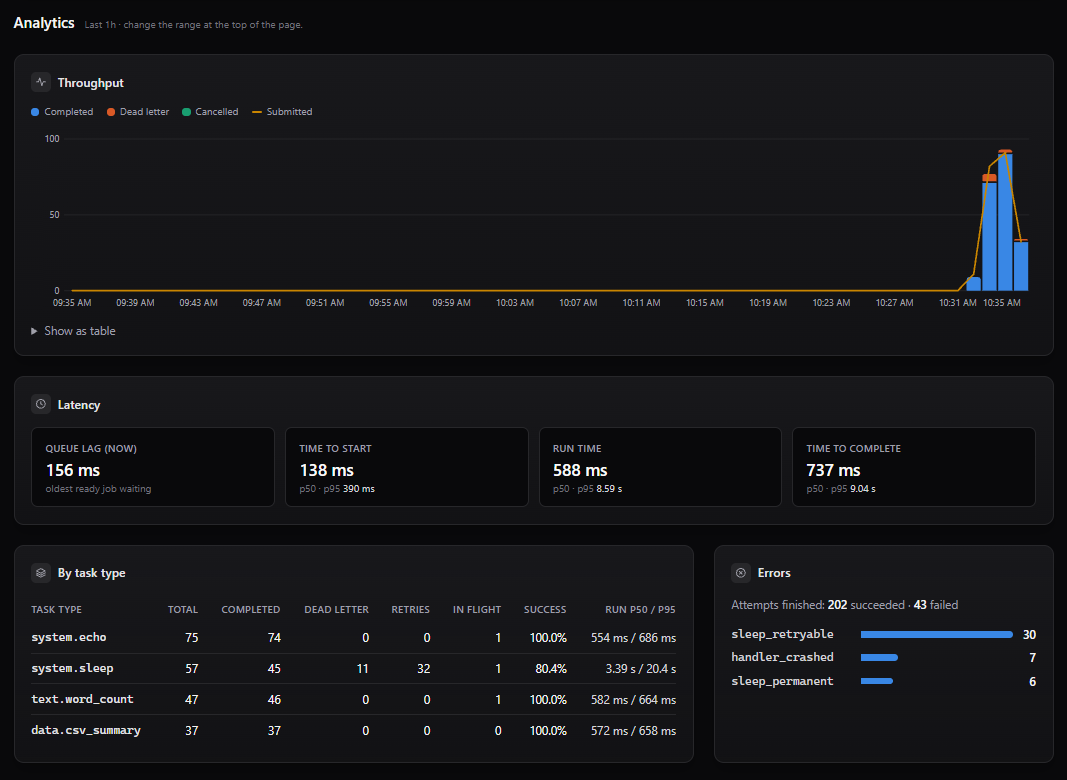 Analytics Last 1h · change the range at the top of the page.
Throughput
Completed Dead letter Cancelled Submitted
100
50
0
09:35 AM 09:39 AM 09:43 AM 09:47 AM 09:51 AM 09:55 AM 09:59 AM 10:03 AM 10:07 AM 10:11 AM 10:15 AM 10:19 AM 10:23 AM 10:27 AM 10:31 AM 10:35 AM
Show as table
Latency
QUEUE LAG (NOW)
156 ms
oldest ready job waiting
TIME TO START
138 ms
p50 · p95 390 ms
RUN TIME
588 ms
p50 · p95 8.59 s
TIME TO COMPLETE
737 ms
p50 · p95 9.04 s
By task type
TASK TYPE TOTAL COMPLETED DEAD LETTER RETRIES IN FLIGHT SUCCESS RUN P50 / P95
system.echo 75 74 0 0 1 100.0% 554 ms / 686 ms
system.sleep 57 45 11 32 1 80.4% 3.39 s / 20.4 s
text.word_count 47 46 0 0 1 100.0% 582 ms / 664 ms
data.csv_summary 37 37 0 0 0 100.0% 572 ms / 658 ms
Errors
Attempts finished: 202 succeeded · 43 failed
sleep_retryable 30
handler_crashed 7
sleep_permanent 6